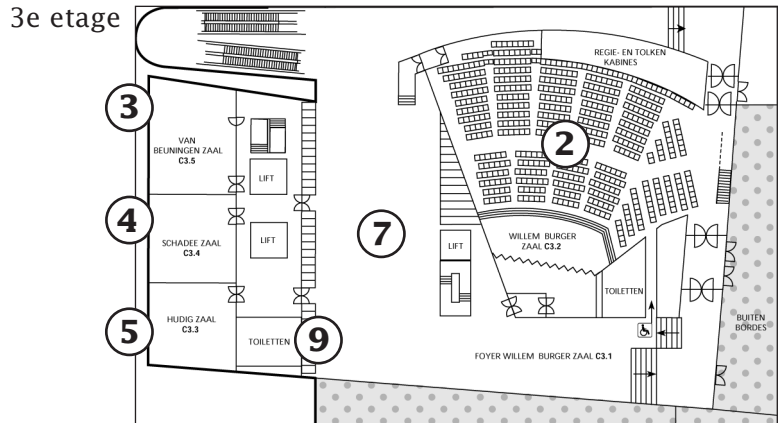 3e etage
REGIE- EN TOLKEN
KABINES
3
VAN
BEUNINGEN ZAAL
C3.5
2
LIFT
4
SCHADEE ZAAL
C3.4
LIFT
7
LIFT
WILLEM BURGER
ZAAL C3.2
5
HUDIG ZAAL
C3.3
TOILETTEN
9
TOILETTEN
BUITEN
BORDES
FOYER WILLEM BURGER ZAAL C3.1